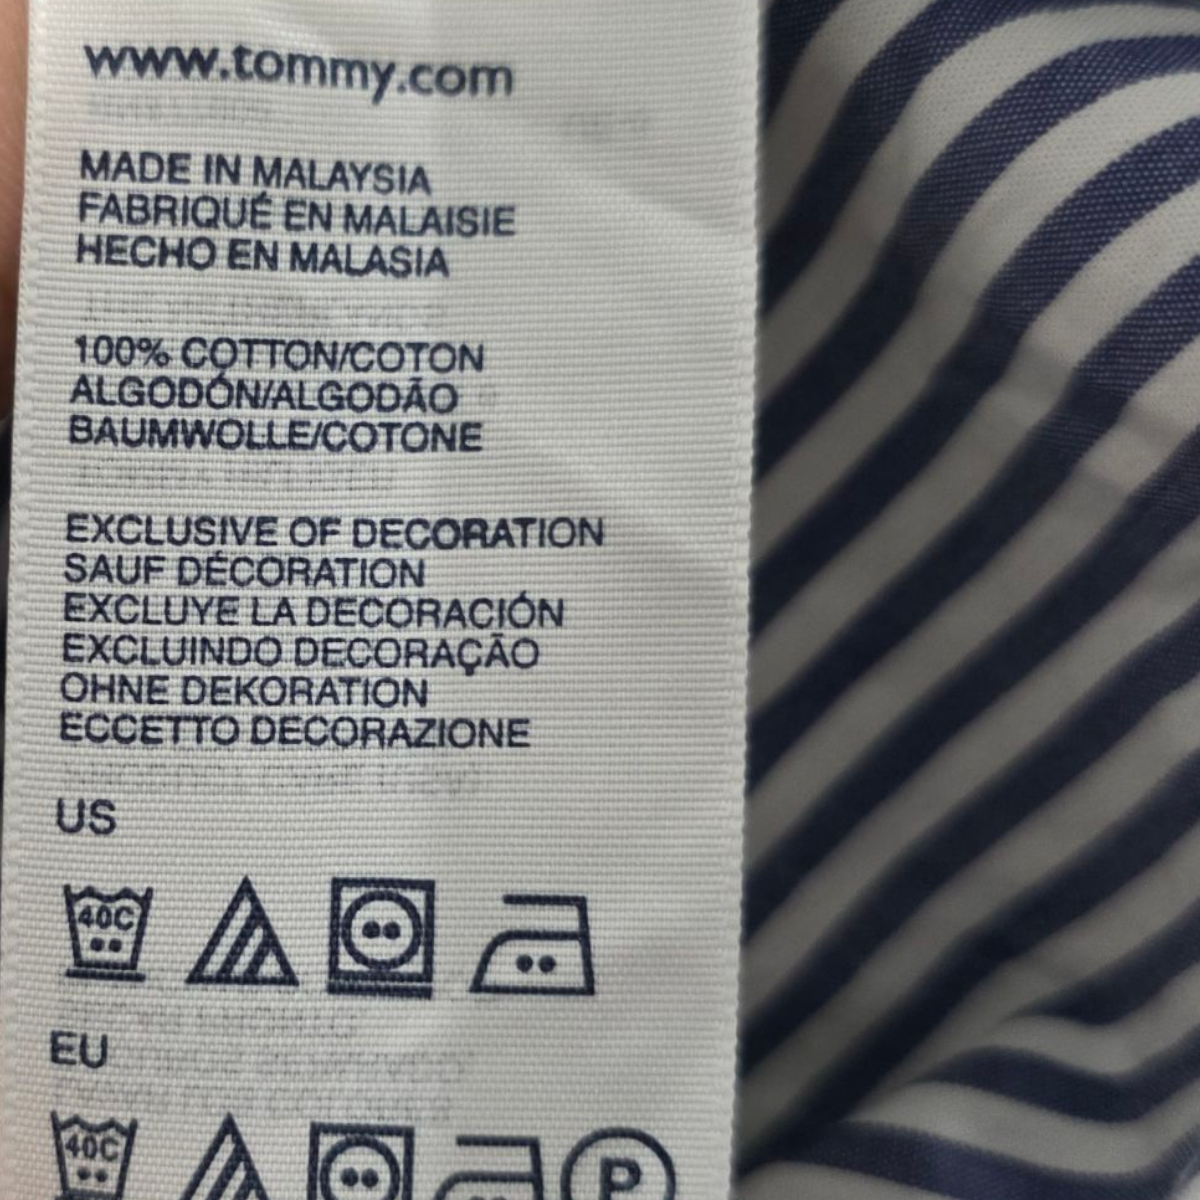 www.tommy.com
MADE IN MALAYSIA
FABRIQUÉ EN MALAISIE
HECHO EN MALASIA
100% COTTON/COTON
ALGODÓN/ALGODÃO
BAUMWOLLE/COTONE
EXCLUSIVE OF DECORATION
SAUF DÉCORATION
EXCLUYE LA DECORACIÓN
EXCLUINDO DECORAÇÃO
OHNE DEKORATION
ECCETTO DECORAZIONE
US
40C
EU
40C P